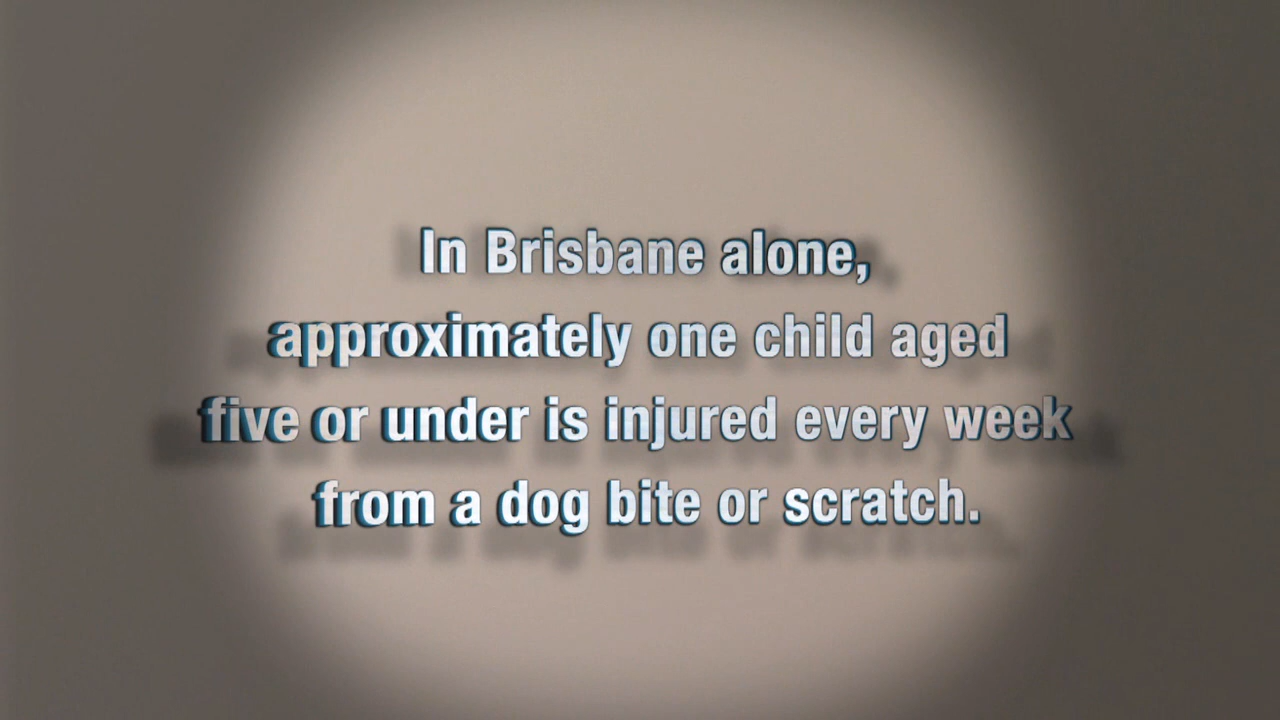 In Brisbane alone,
approximately one child aged
five or under is injured every week
from a dog bite or scratch.